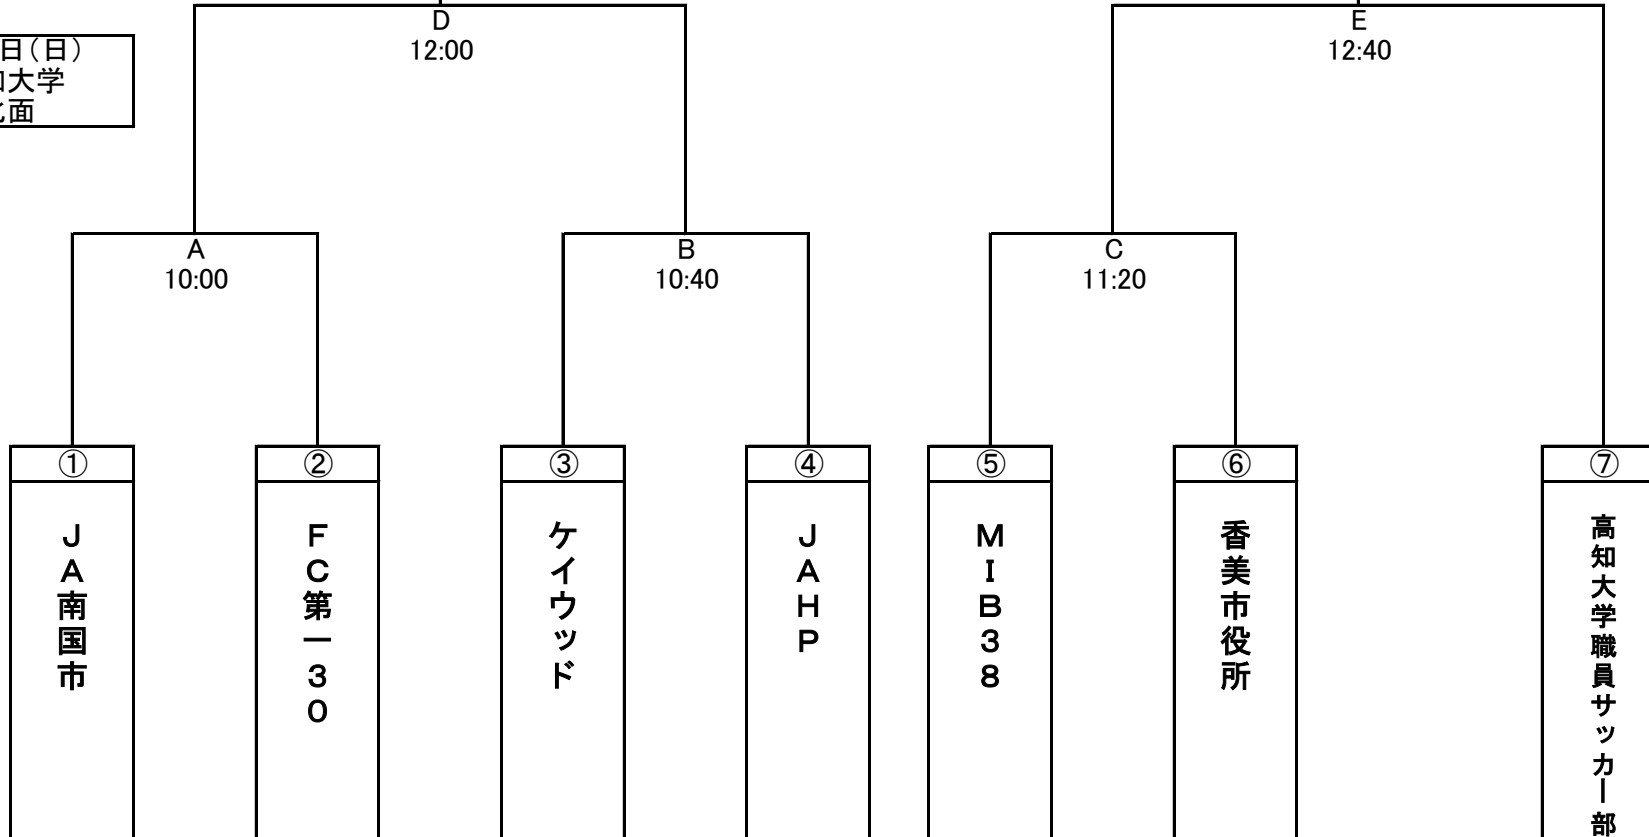 D
12:00
E
12:40
日(日)
大学
面
A
10:00
B
10:40
C
11:20
①
②
③
④
⑤
⑥
⑦
JA南国市
FC第一30
ケイウッド
JAHP
MIB38
香美市役所
高知大学職員サッカー部